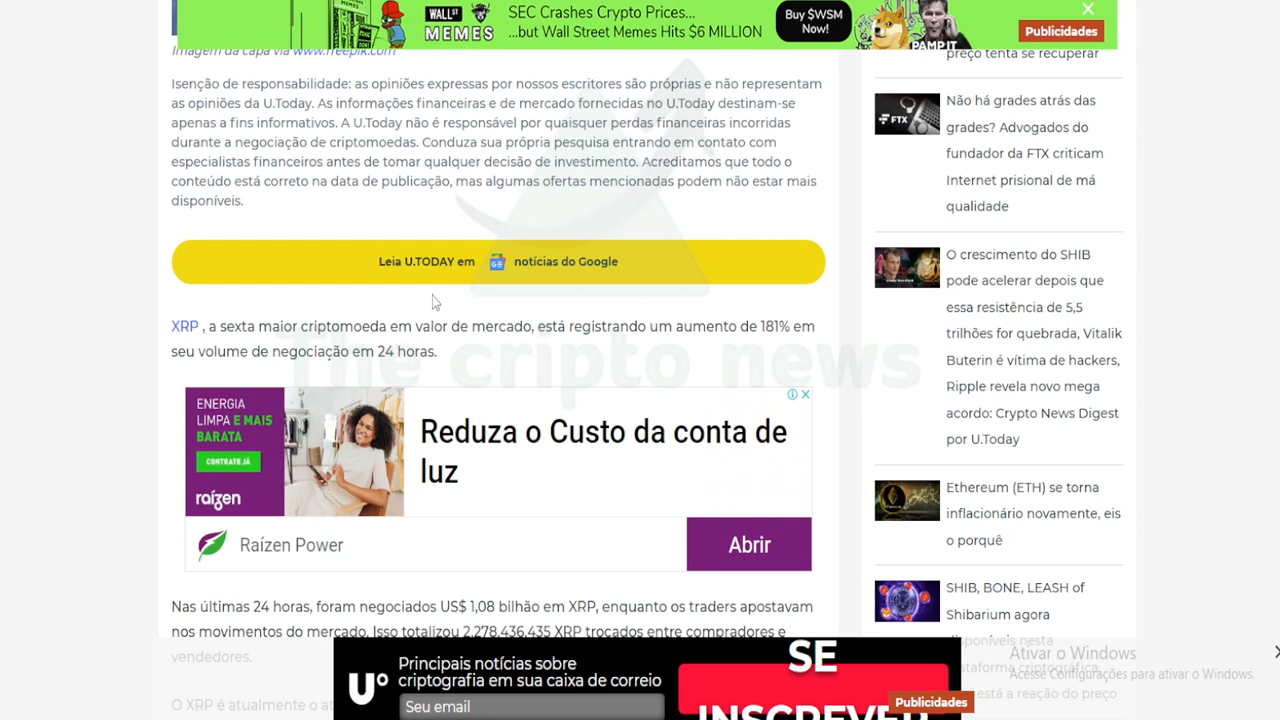 WALL ST
MEMES
SEC Crashes Crypto Prices...
...but Wall Street Memes Hits $6 MILLION
Buy $WSM
Now!
PAMP IT
Publicidades
Imagem da capa via www.freepik.com
Isenção de responsabilidade: as opiniões expressas por nossos escritores são próprias e não representam
as opiniões da U.Today. As informações financeiras e de mercado fornecidas no U.Today destinam-se
apenas a fins informativos. A U.Today não é responsável por quaisquer perdas financeiras incorridas
durante a negociação de criptomoedas. Conduza sua própria pesquisa entrando em contato com
especialistas financeiros antes de tomar qualquer decisão de investimento. Acreditamos que todo o
conteúdo está correto na data de publicação, mas algumas ofertas mencionadas podem não estar mais
disponíveis.
Leia U.TODAY em GE notícias do Google
XRP , a sexta maior criptomoeda em valor de mercado, está registrando um aumento de 181% em
seu volume de negociação em 24 horas.
The cripto news
ENERGIA
LIMPA E MAIS
BARATA
CONTRATE JÁ
raízen
Reduza o Custo da conta de
luz
Raízen Power
Abrir
Nas últimas 24 horas, foram negociados US$ 1,08 bilhão em XRP, enquanto os traders apostavam
nos movimentos do mercado. Isso totalizou 2.278.436.435 XRP trocados entre compradores e
vendedores.
O XRP é atualmente o
preço tenta se recuperar
FTX
Não há grades atrás das
grades? Advogados do
fundador da FTX criticam
Internet prisional de má
qualidade
O crescimento do SHIB
pode acelerar depois que
essa resistência de 5,5
trilhões for quebrada, Vitalik
Buterin é vítima de hackers,
Ripple revela novo mega
acordo: Crypto News Digest
por U.Today
Ethereum (ETH) se torna
inflacionário novamente, eis
o porquê
SHIB, BONE, LEASH of
Shibarium agora
disponíveis nesta
plataforma criptográfica,
está a reação do preço
Ativar o Windows
Acesse Configurações para ativar o Windows.
U
Principais notícias sobre
criptografia em sua caixa de correio
Seu email
SE
INSCREVER
Publicidades